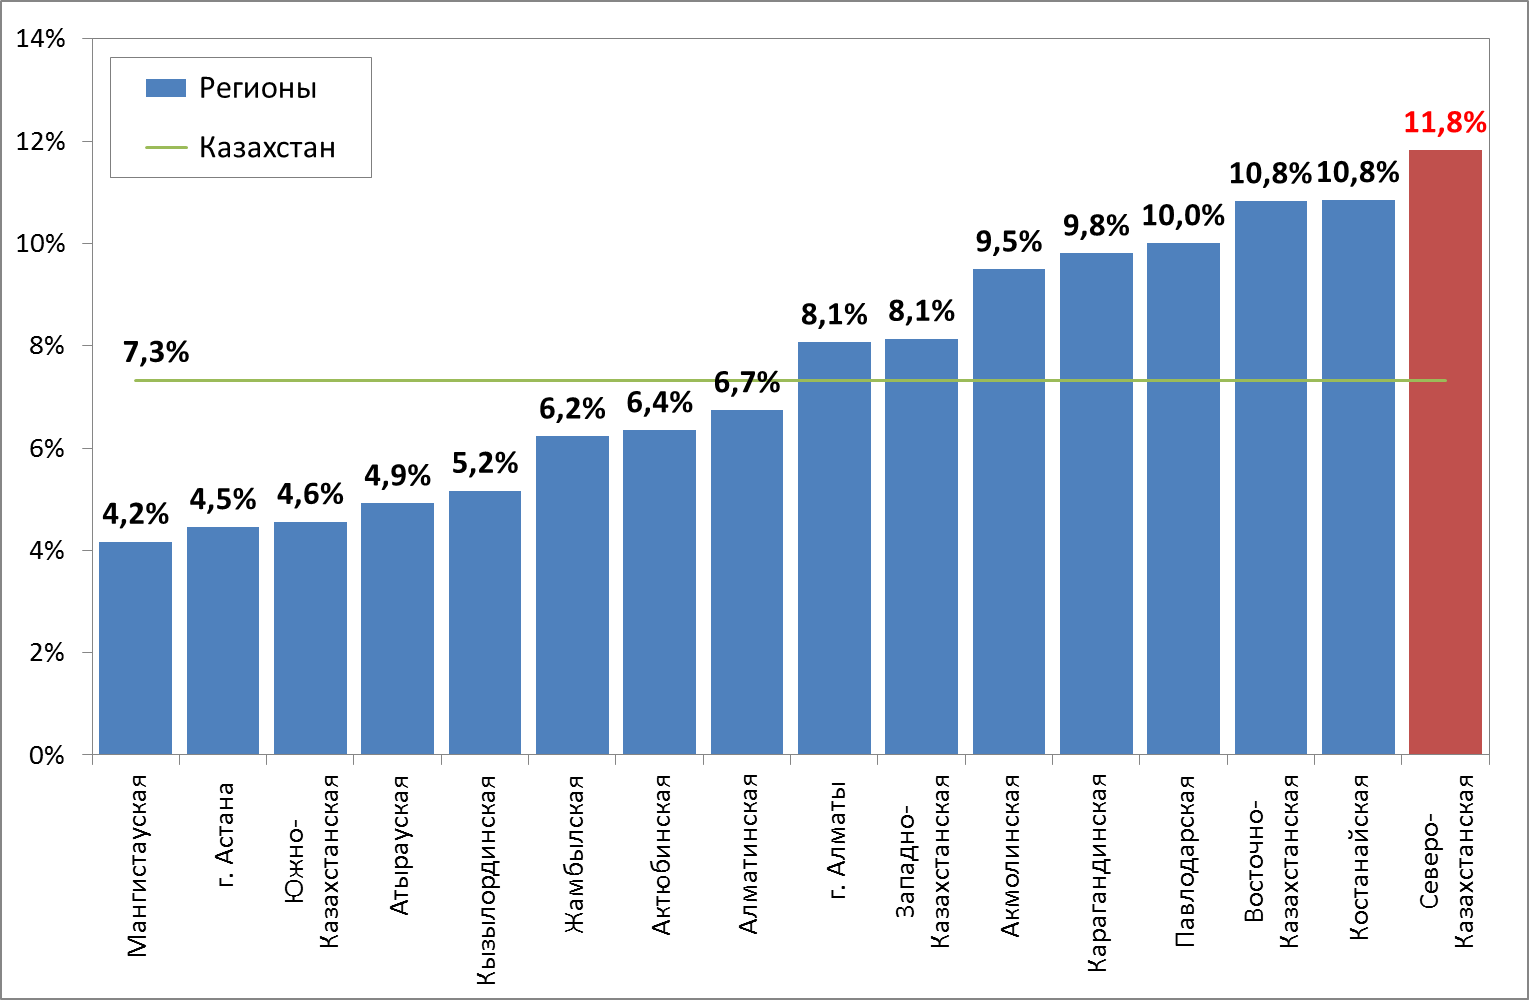 14%
12%
10%
8%
6%
4%
2%
0%
Регионы
Казахстан
7,3%
4,2%
4,5%
4,6%
4,9%
5,2%
6,2%
6,4%
6,7%
8,1%
8,1%
9,5%
9,8%
10,0%
10,8%
10,8%
11,8%
Мангистауская
г. Астана
Южно-
Казахстанская
Атырауская
Кызылординская
Жамбылская
Актюбинская
Алматинская
г. Алматы
Западно-
Казахстанская
Акмолинская
Карагандинская
Павлодарская
Восточно-
Казахстанская
Костанайская
Северо-
Казахстанская